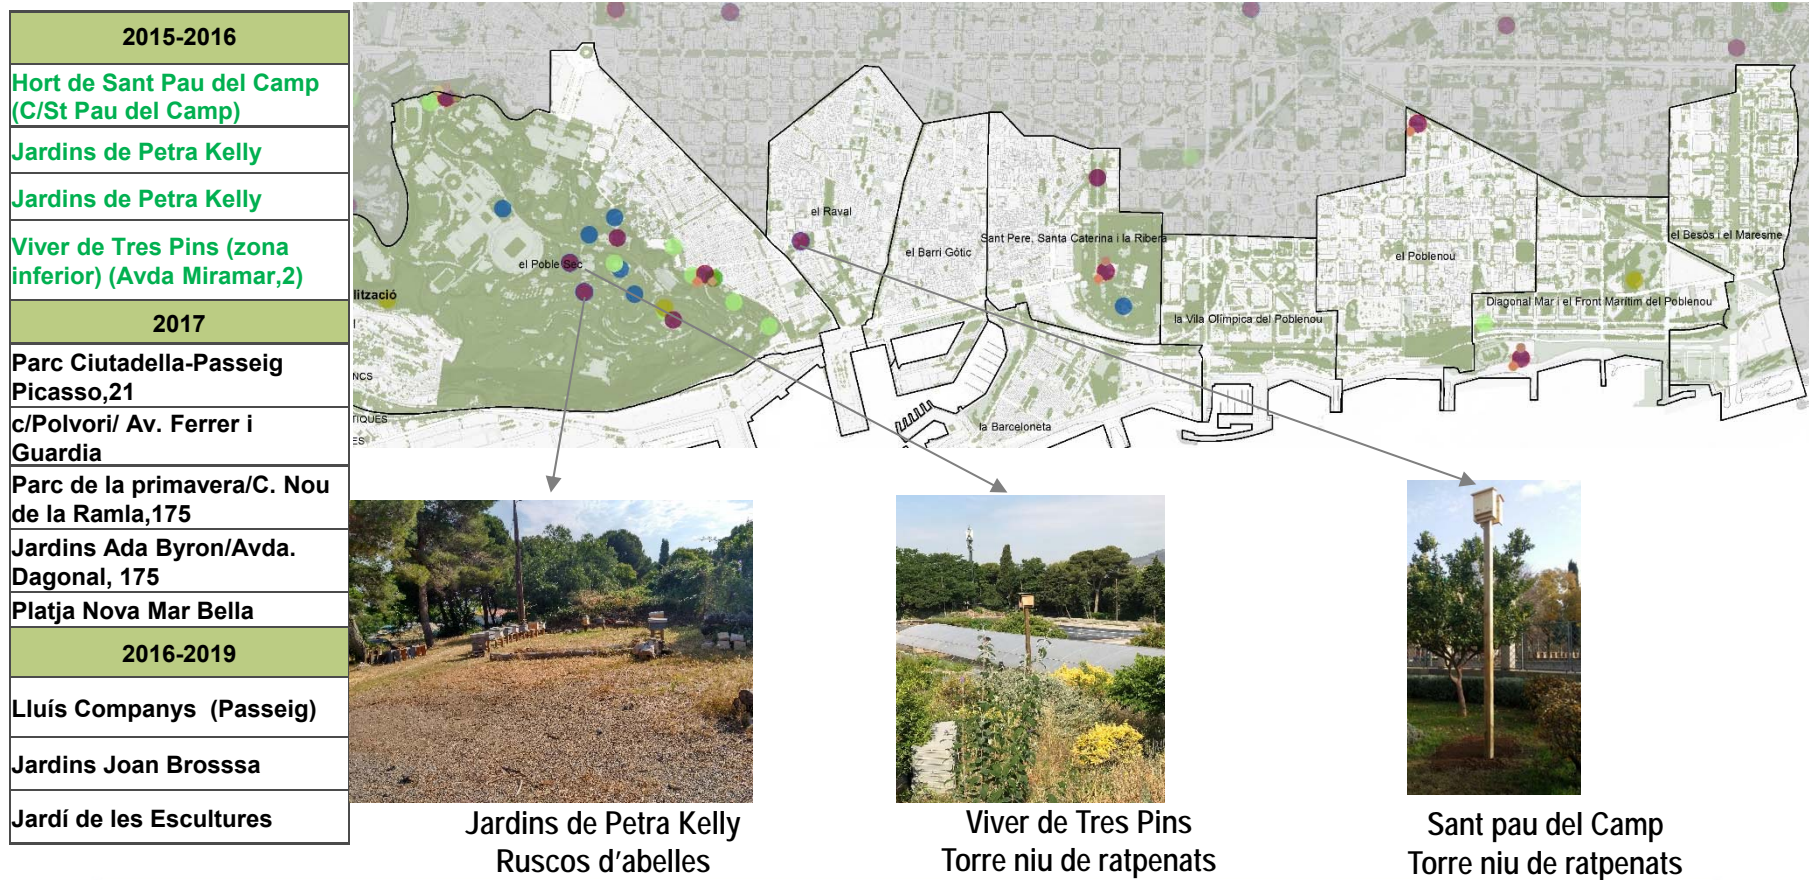 2015-2016
Hort de Sant Pau del Camp
(C/St Pau del Camp)
Jardins de Petra Kelly
Jardins de Petra Kelly
Viver de Tres Pins (zona
inferior) (Avda Miramar,2)
2017
Parc Ciutadella-Passeig
Picasso,21
c/Polvori/ Av. Ferrer i
Guardia
Parc de la primavera/C. Nou
de la Ramla,175
Jardins Ada Byron/Avda.
Dagonal, 175
Platja Nova Mar Bella
2016-2019
Lluís Companys (Passeig)
Jardins Joan Brosssa
Jardí de les Escultures
el Raval
el Besòs i el Maresme
Sant Pere, Santa Caterina i la Ribera
el Barri Gòtic
el Poblenou
el Poble Sec
lització
Diagonal Mar i el Front Marítim del Poblenou
la Vila Olímpica del Poblenou
NCS
TIQUES
la Barceloneta
ES
Jardins de Petra Kelly
Ruscos d'abelles
Viver de Tres Pins
Torre niu de ratpenats
Sant pau del Camp
Torre niu de ratpenats